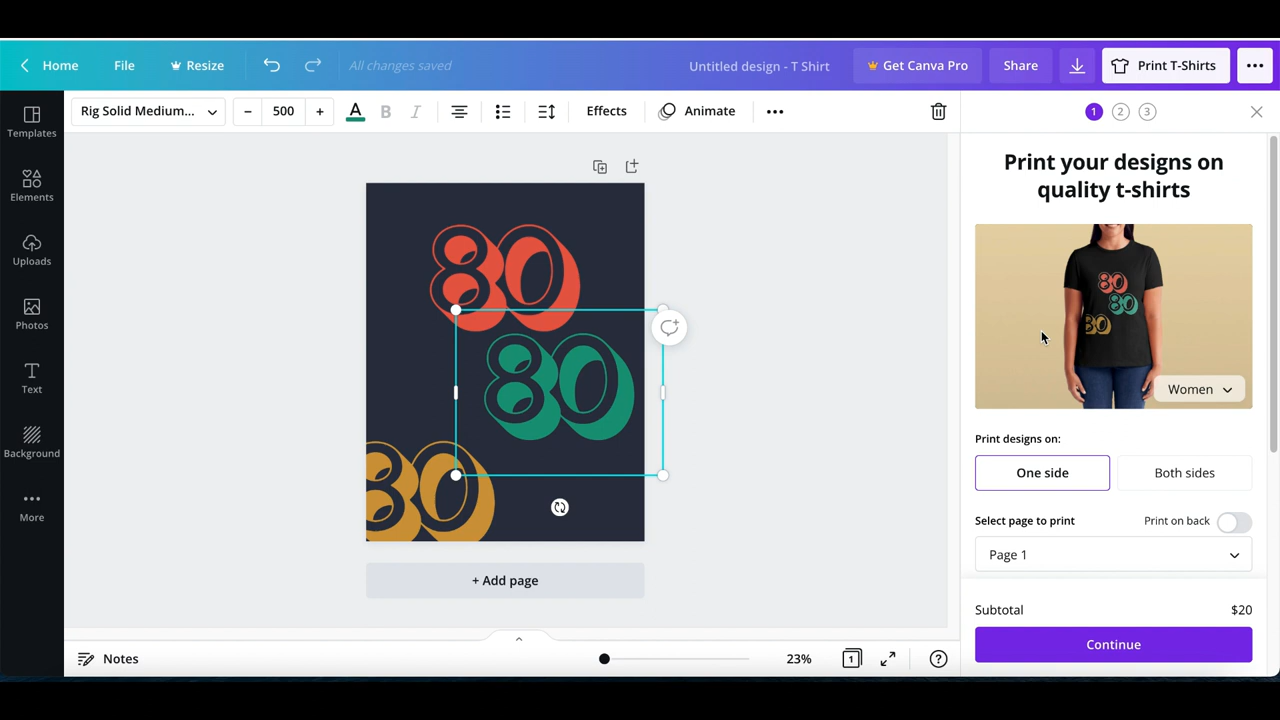 Home File Resize All changes saved Untitled design - T Shirt Get Canva Pro Share Print T-Shirts
Rig Solid Medium... - 500 + A B I Effects Animate
1 2 3
Templates
Elements
Uploads
Photos
Text
Background
More
80
80
80
+ Add page
Notes 23% 1 ?
Print your designs on
quality t-shirts
80
80
80
Women
Print designs on:
One side Both sides
Select page to print Print on back
Page 1
Subtotal $20
Continue